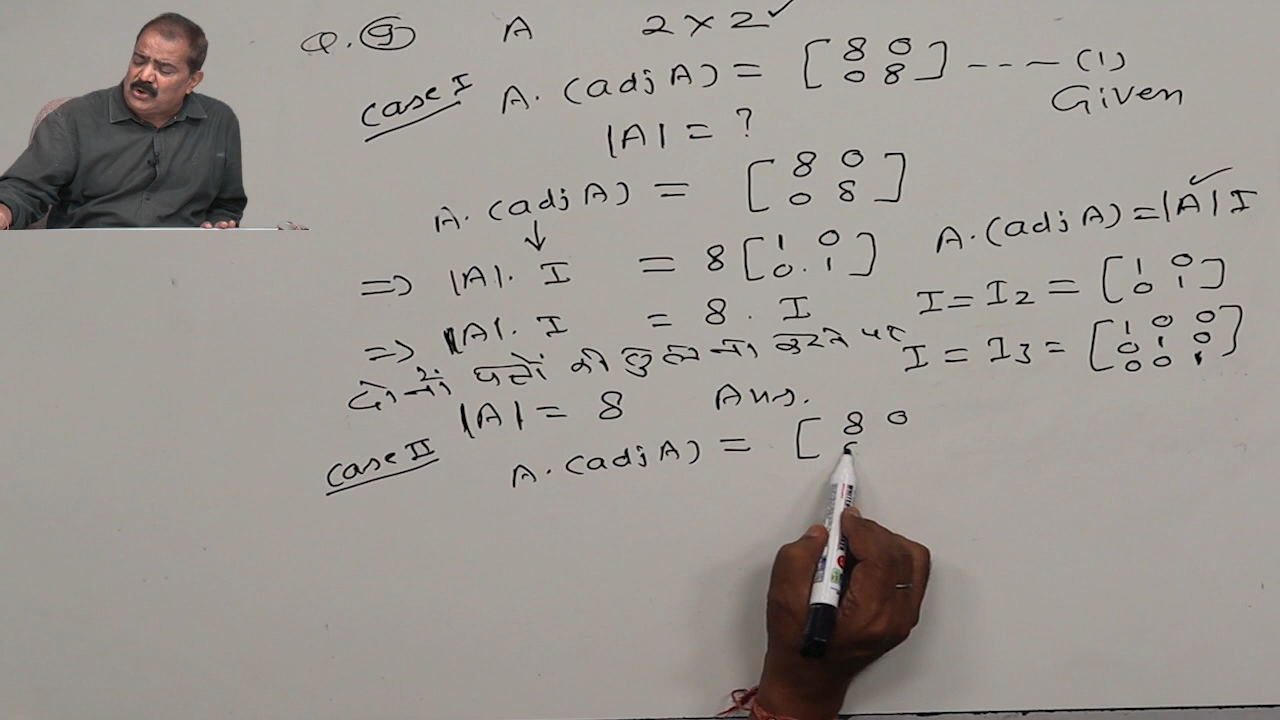 Q. 9 A 2×2 ✓
Case I A. (adj A) = [8 0 0 8] ---- (1)
Given
|A| = ?
A. (adj A) = [8 0 0 8]
A.(adj A) = |A| I
=> |A|. I = 8 [1 0 0 1]
I = I2 = [1 0 0 1]
=> |A|. I = 8 . I
I = I3 = [1 0 0 0 1 0 0 0 1]
दोनों पक्षों की तुलना करने पर
|A| = 8 Ans.
Case II A. (adj A) = [ 8 0